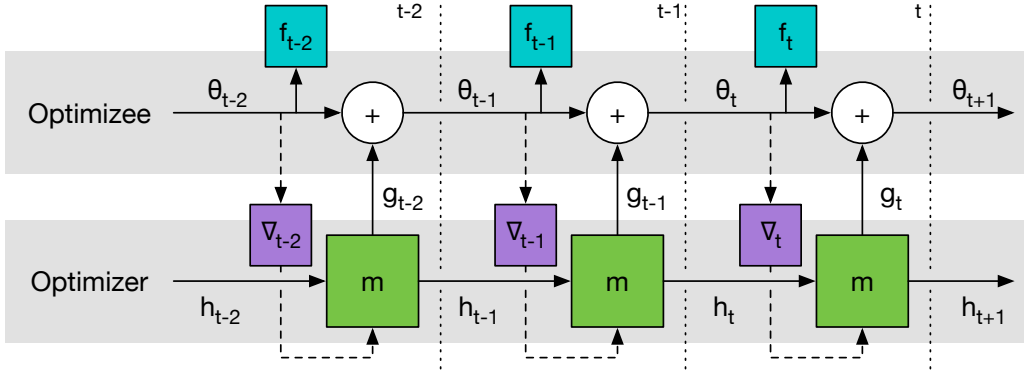 t-2 t-1 t
f_{t-2} f_{t-1} f_t
θ_{t-2} θ_{t-1} θ_t θ_{t+1}
Optimizee + + +
g_{t-2} g_{t-1} g_t
∇_{t-2} ∇_{t-1} ∇_t
Optimizer m m m
h_{t-2} h_{t-1} h_t h_{t+1}